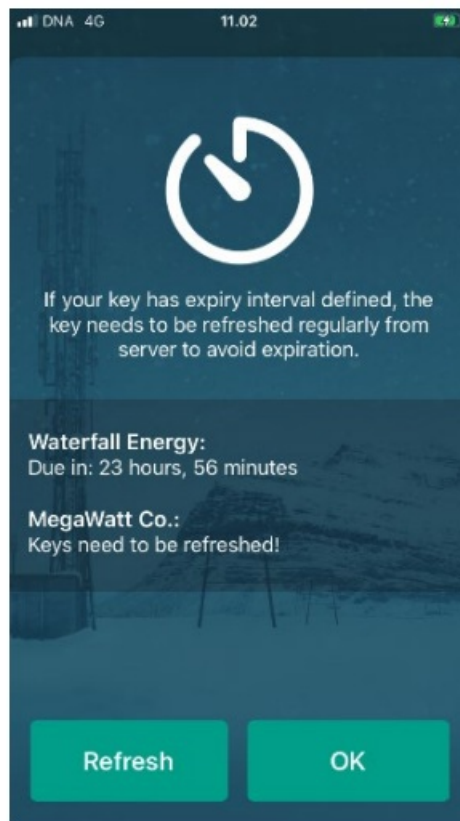 DNA 4G 11.02
If your key has expiry interval defined, the
key needs to be refreshed regularly from
server to avoid expiration.
Waterfall Energy:
Due in: 23 hours, 56 minutes
MegaWatt Co.:
Keys need to be refreshed!
Refresh OK